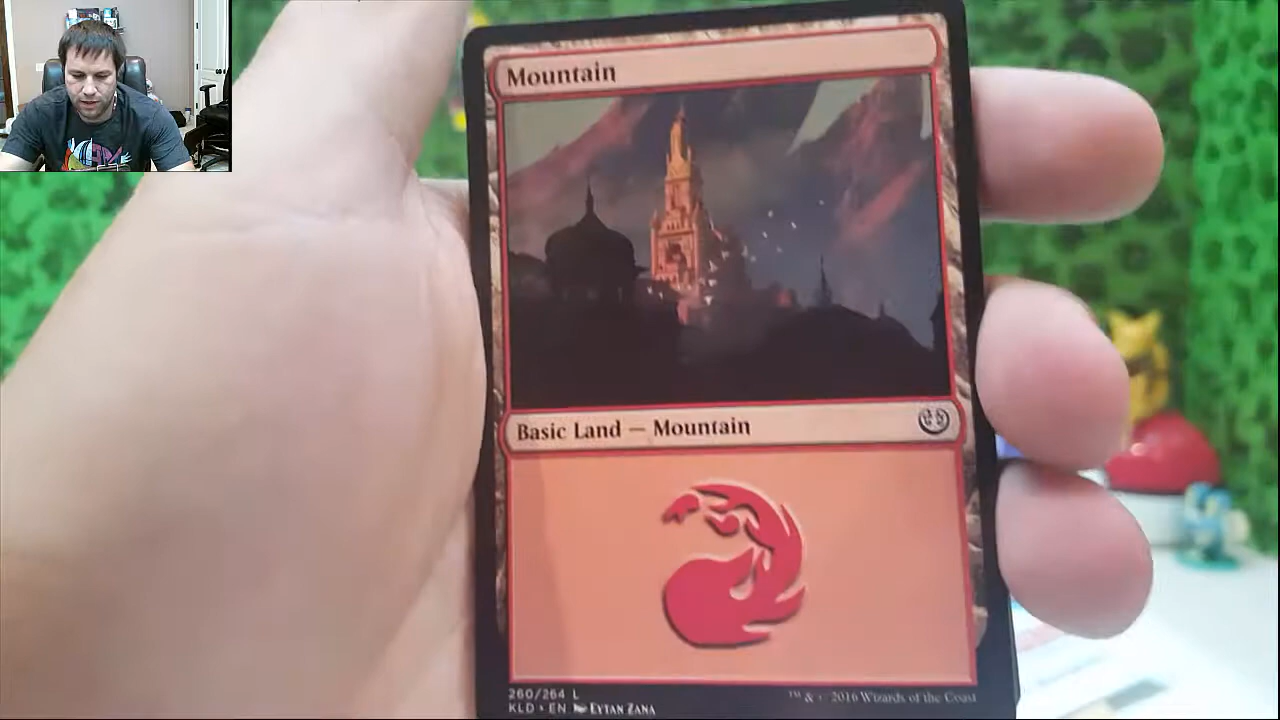 Mountain
Basic Land — Mountain
260/264 L
KLD • EN EYTAN ZANA
™ & © 2016 Wizards of the Coast